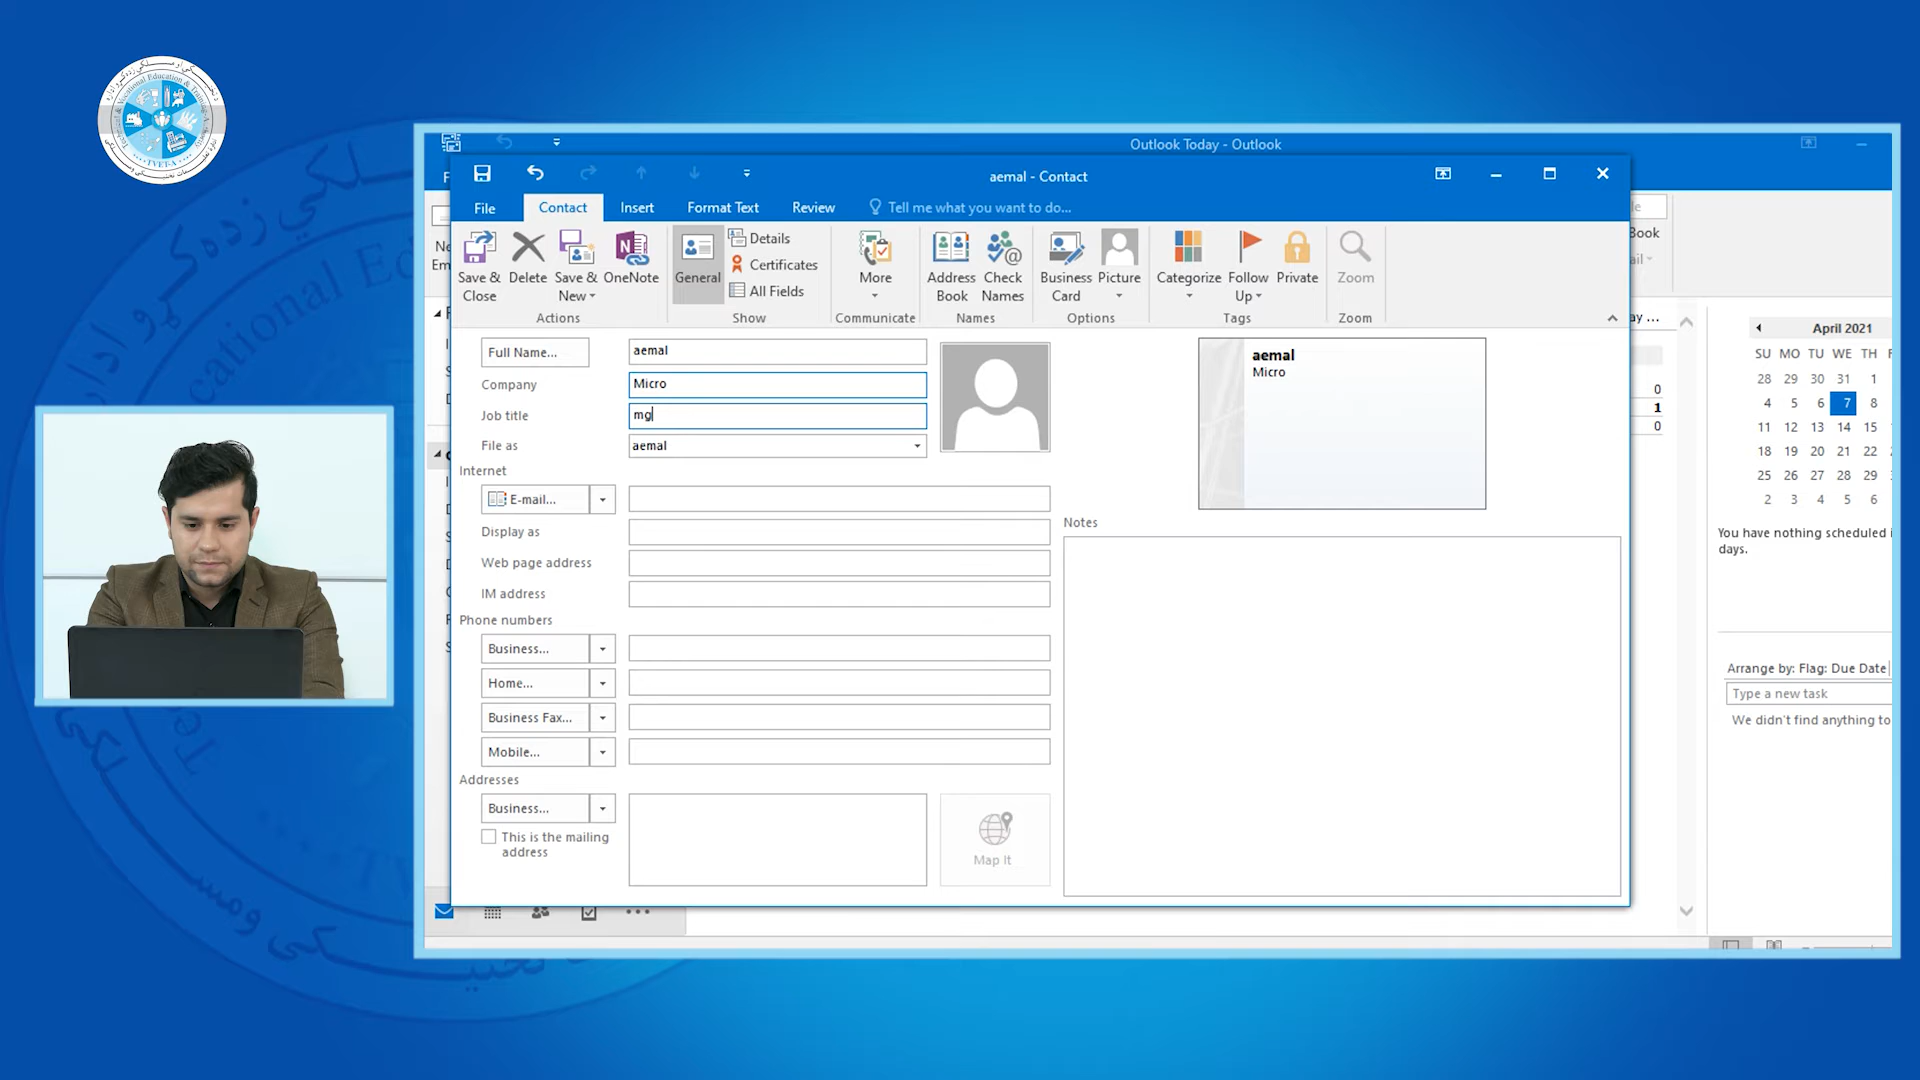 Technical & Vocational Education & Training-A
TVET-A
Outlook Today - Outlook
aemal - Contact
File
Contact
Insert
Format Text
Review
Tell me what you want to do...
Save & Close
Delete
Save & New
OneNote
General
Details
Certificates
All Fields
More
Address Book
Check Names
Business Card
Picture
Categorize
Follow Up
Private
Zoom
Actions
Show
Communicate
Names
Options
Tags
Zoom
Full Name...
aemal
Company
Micro
Job title
mg
File as
aemal
Internet
E-mail...
Display as
Web page address
IM address
Phone numbers
Business...
Home...
Business Fax...
Mobile...
Addresses
Business...
This is the mailing address
Map It
aemal
Micro
Notes
0
1
0
April 2021
SU MO TU WE TH
28 29 30 31 1
4 5 6 7 8
11 12 13 14 15
18 19 20 21 22
25 26 27 28 29
2 3 4 5 6
You have nothing scheduled i
days.
Arrange by: Flag: Due Date
Type a new task
We didn't find anything to